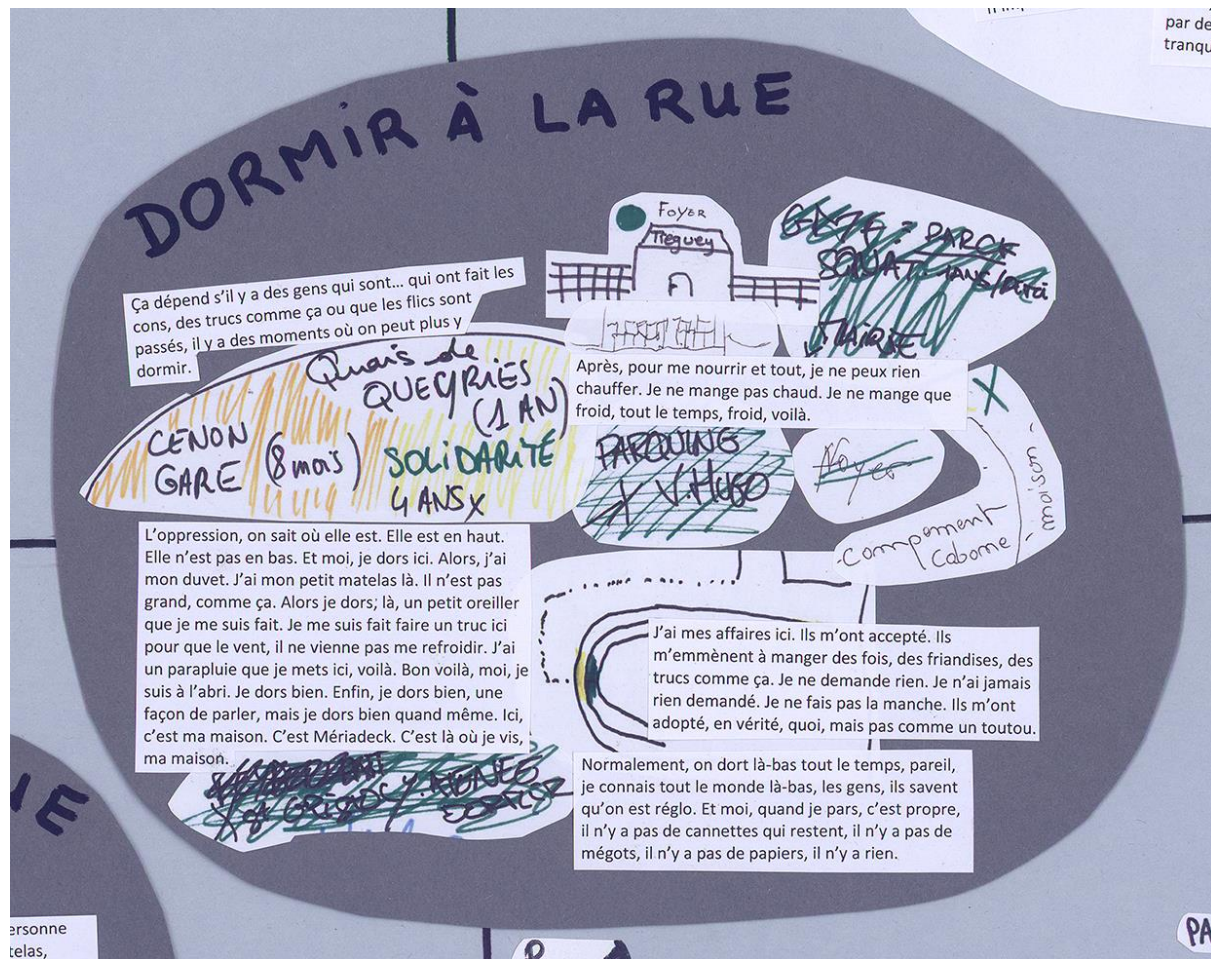 par de
tranqu
DORMIR À LA RUE
FOYER
Treguey
SQUAT
MAIRIE
Ça dépend s’il y a des gens qui sont... qui ont fait les
cons, des trucs comme ça ou que les flics sont
passés, il y a des moments où on peut plus y
dormir.
Quais de
QUEYRIES
(1 AN)
CENON
GARE (8 mois)
SOLIDARITÉ
4 ANS X
Après, pour me nourrir et tout, je ne peux rien
chauffer. Je ne mange pas chaud. Je ne mange que
froid, tout le temps, froid, voilà.
PARQUING
V. HUGO
X
maison
Campement
Cabane
L’oppression, on sait où elle est. Elle est en haut.
Elle n’est pas en bas. Et moi, je dors ici. Alors, j’ai
mon duvet. J’ai mon petit matelas là. Il n’est pas
grand, comme ça. Alors je dors; là, un petit oreiller
que je me suis fait. Je me suis fait faire un truc ici
pour que le vent, il ne vienne pas me refroidir. J’ai
un parapluie que je mets ici, voilà. Bon voilà, moi, je
suis à l’abri. Je dors bien. Enfin, je dors bien, une
façon de parler, mais je dors bien quand même. Ici,
c’est ma maison. C’est Mériadeck. C’est là où je vis,
ma maison.
J’ai mes affaires ici. Ils m’ont accepté. Ils
m’emmènent à manger des fois, des friandises, des
trucs comme ça. Je ne demande rien. Je n’ai jamais
rien demandé. Je ne fais pas la manche. Ils m’ont
adopté, en vérité, quoi, mais pas comme un toutou.
Normalement, on dort là-bas tout le temps, pareil,
je connais tout le monde là-bas, les gens, ils savent
qu’on est réglo. Et moi, quand je pars, c’est propre,
il n’y a pas de cannettes qui restent, il n’y a pas de
mégots, il n’y a pas de papiers, il n’y a rien.
UE
ersonne
telas,
PA